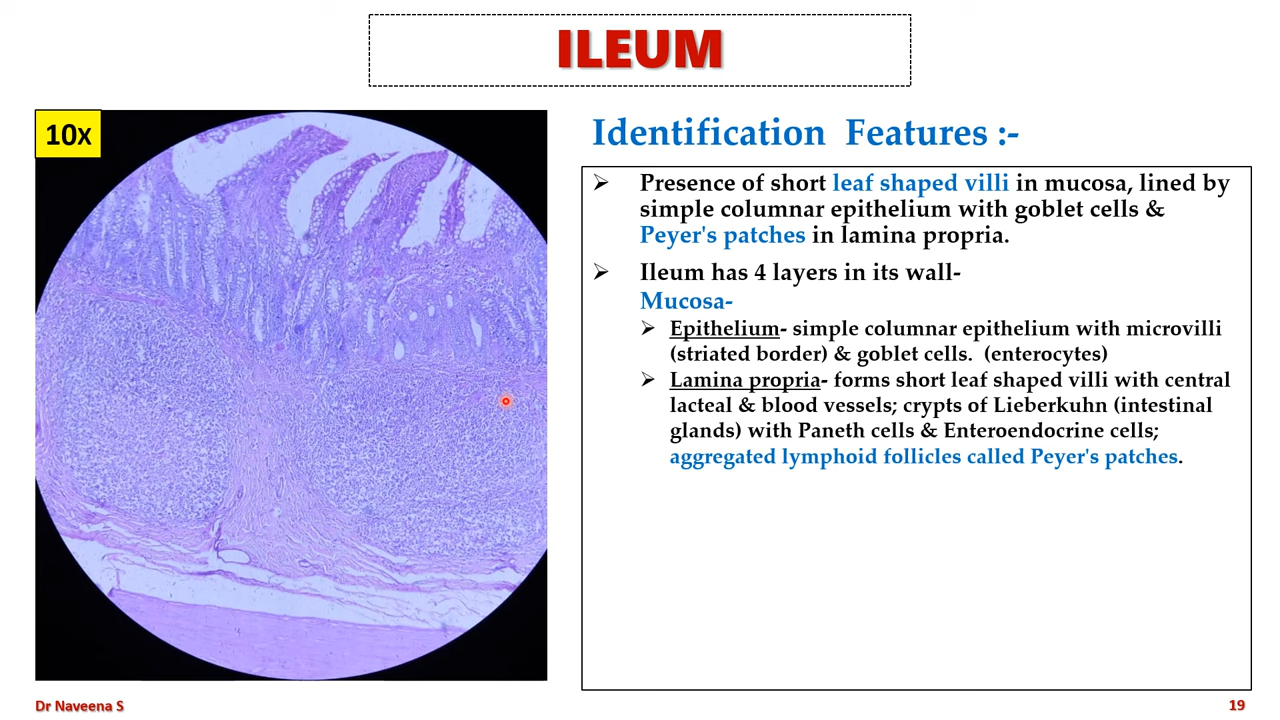 ILEUM
10x
Identification Features :-
➢ Presence of short leaf shaped villi in mucosa, lined by
simple columnar epithelium with goblet cells &
Peyer's patches in lamina propria.
➢ Ileum has 4 layers in its wall-
Mucosa-
➢ Epithelium- simple columnar epithelium with microvilli
(striated border) & goblet cells. (enterocytes)
➢ Lamina propria- forms short leaf shaped villi with central
lacteal & blood vessels; crypts of Lieberkuhn (intestinal
glands) with Paneth cells & Enteroendocrine cells;
aggregated lymphoid follicles called Peyer's patches.
Dr Naveena S
19